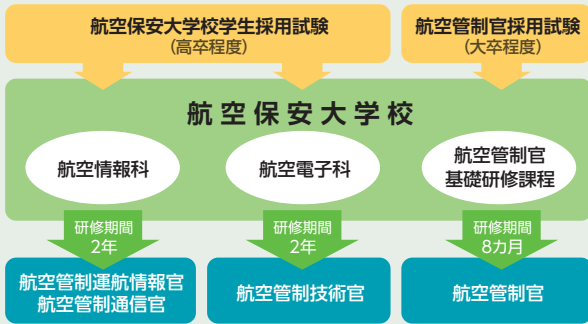 航空保安大学校学生採用試験
(高卒程度)
航空管制官採用試験
(大卒程度)
航空保安大学校
航空情報科
航空電子科
航空管制官
基礎研修課程
研修期間
2年
研修期間
2年
研修期間
8カ月
航空管制運航情報官
航空管制通信官
航空管制技術官
航空管制官